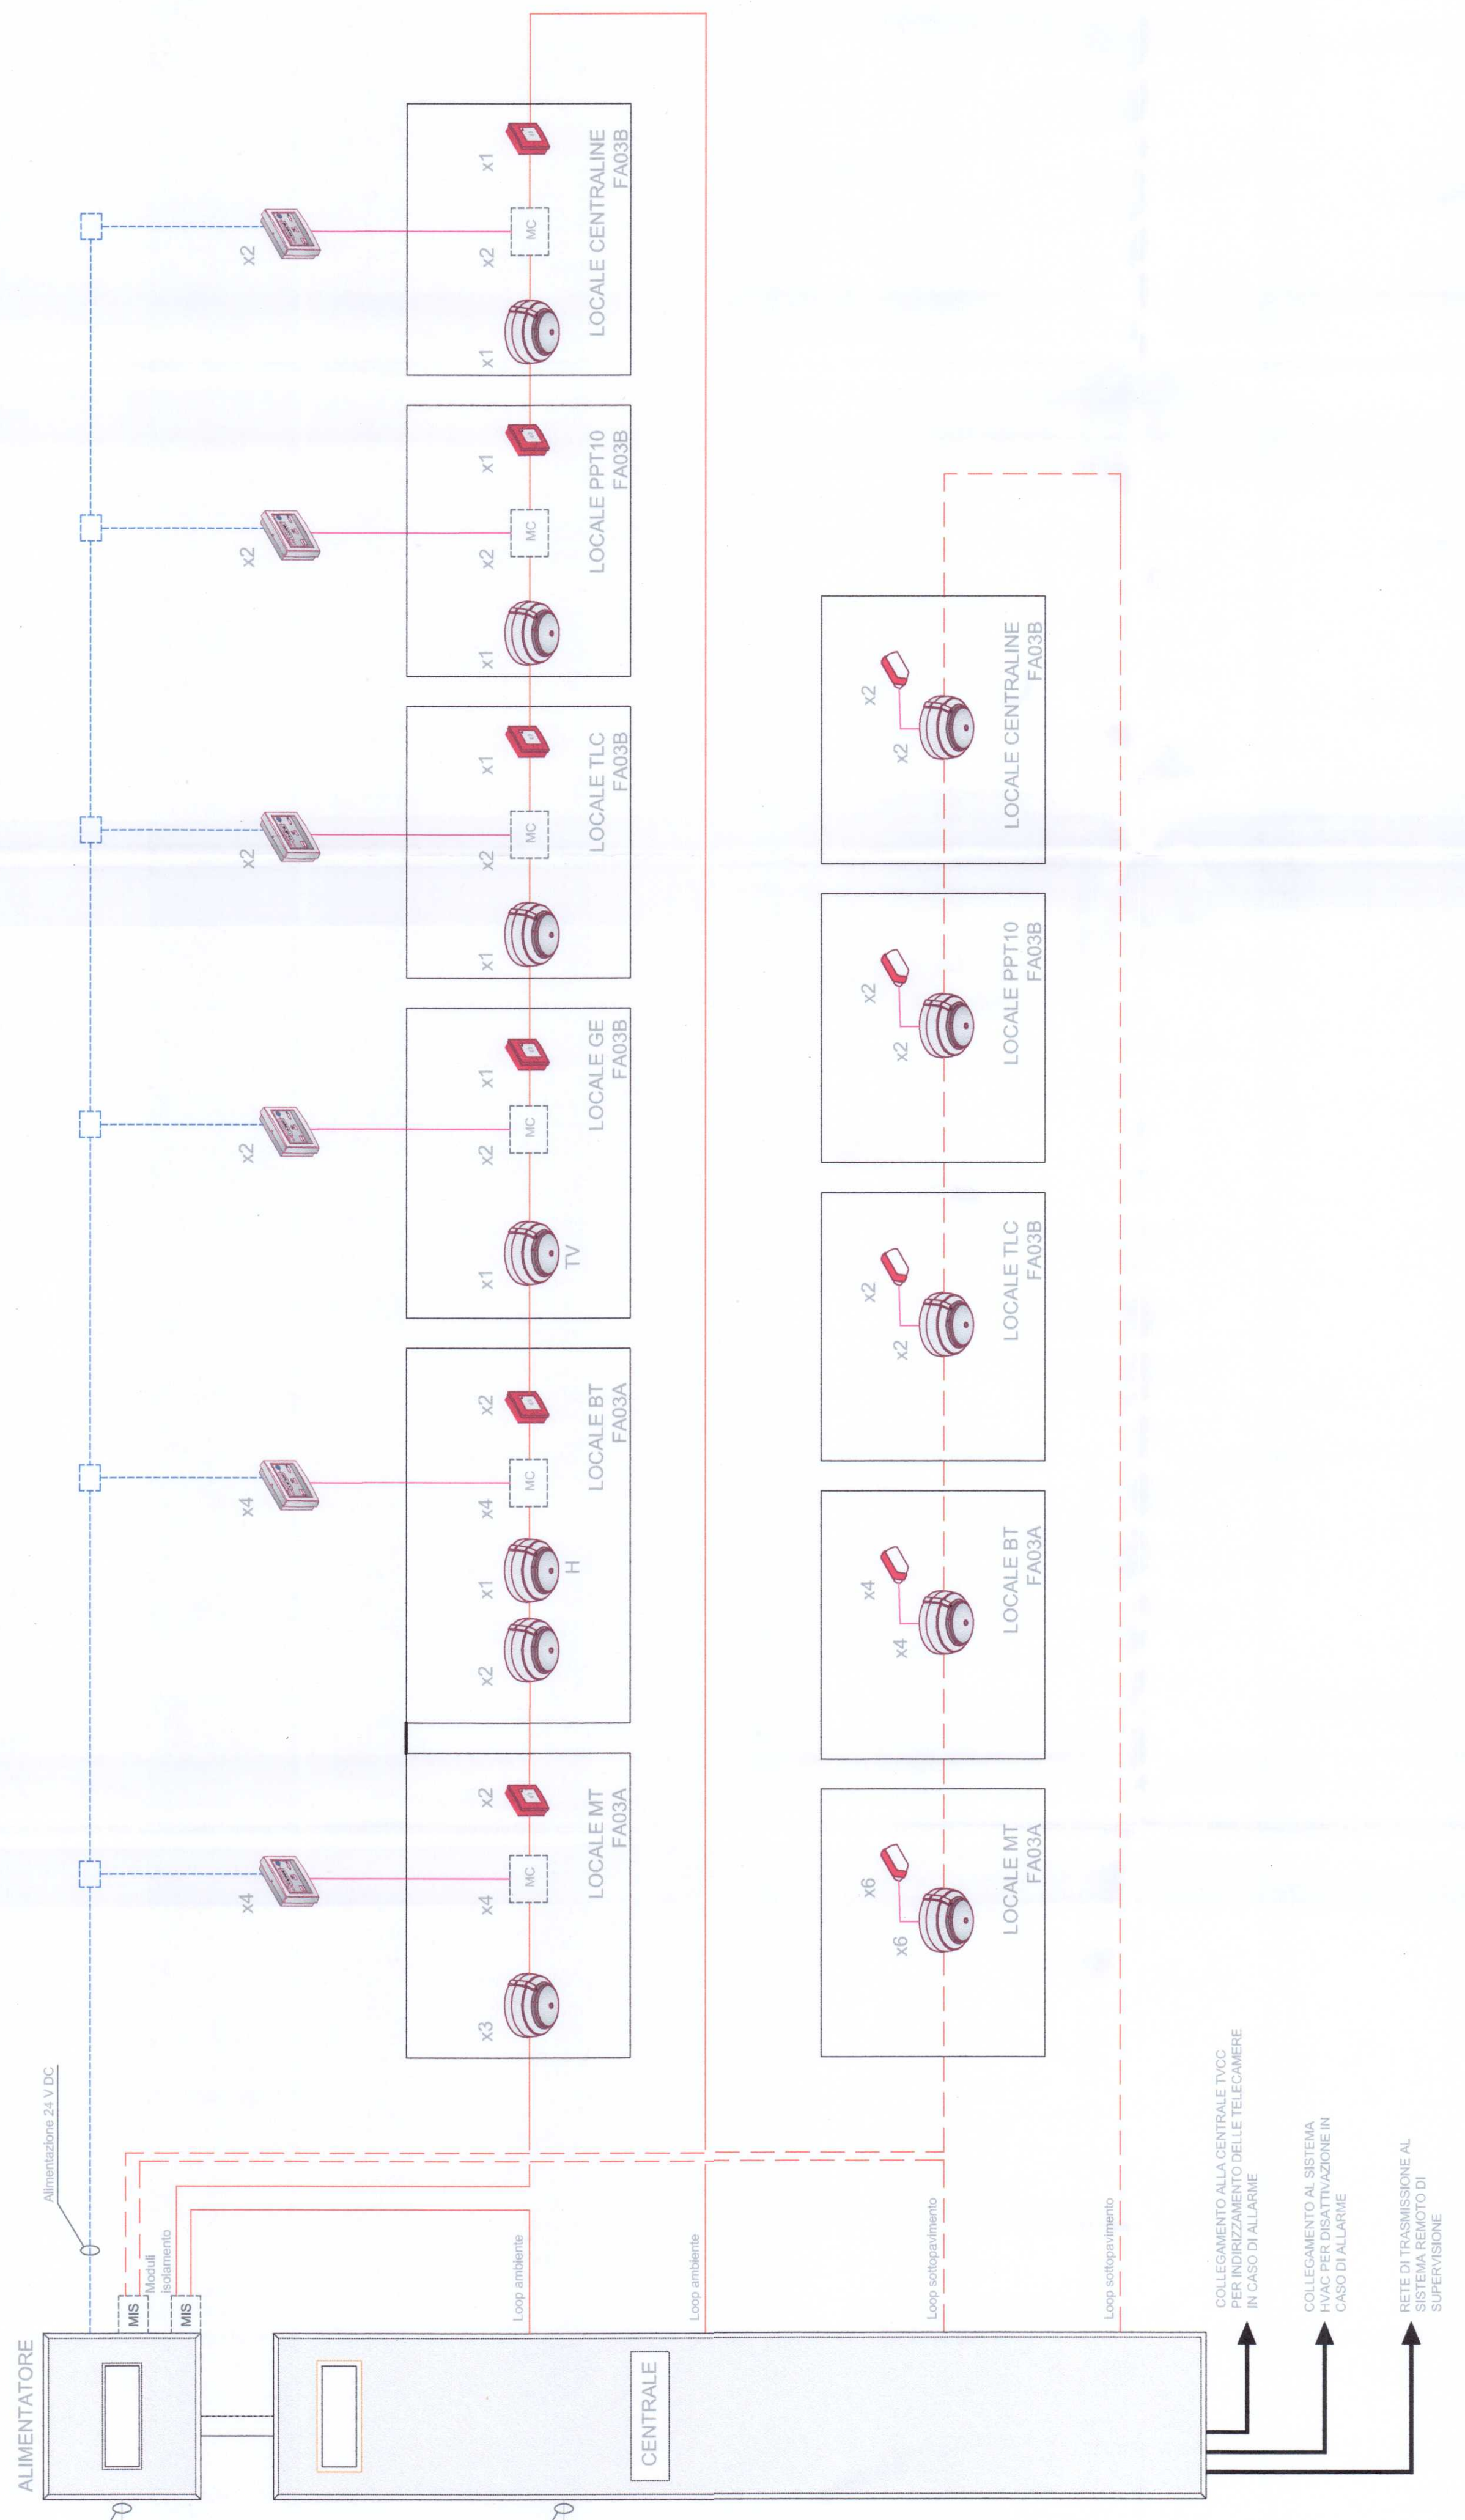 ALIMENTATORE
Alimentazione 24 V DC
MIS
Moduli
isolamento
MIS
x4
x4
x2
x2
x2
x2
x3
x4
MC
x2
LOCALE MT
FA03A
x2
x1
H
x4
MC
x2
LOCALE BT
FA03A
x1
TV
x2
MC
x1
LOCALE GE
FA03B
x1
x2
MC
x1
LOCALE TLC
FA03B
x1
x2
MC
x1
LOCALE PPT10
FA03B
x1
x2
MC
x1
LOCALE CENTRALINE
FA03B
CENTRALE
Loop ambiente
Loop ambiente
Loop sottopavimento
Loop sottopavimento
x6
x6
LOCALE MT
FA03A
x4
x4
LOCALE BT
FA03A
x2
x2
LOCALE TLC
FA03B
x2
x2
LOCALE PPT10
FA03B
x2
x2
LOCALE CENTRALINE
FA03B
COLLEGAMENTO ALLA CENTRALE TVCC
PER INDIRIZZAMENTO DELLE TELECAMERE
IN CASO DI ALLARME
COLLEGAMENTO AL SISTEMA
HVAC PER DISATTIVAZIONE IN
CASO DI ALLARME
RETE DI TRASMISSIONE AL
SISTEMA REMOTO DI
SUPERVISIONE